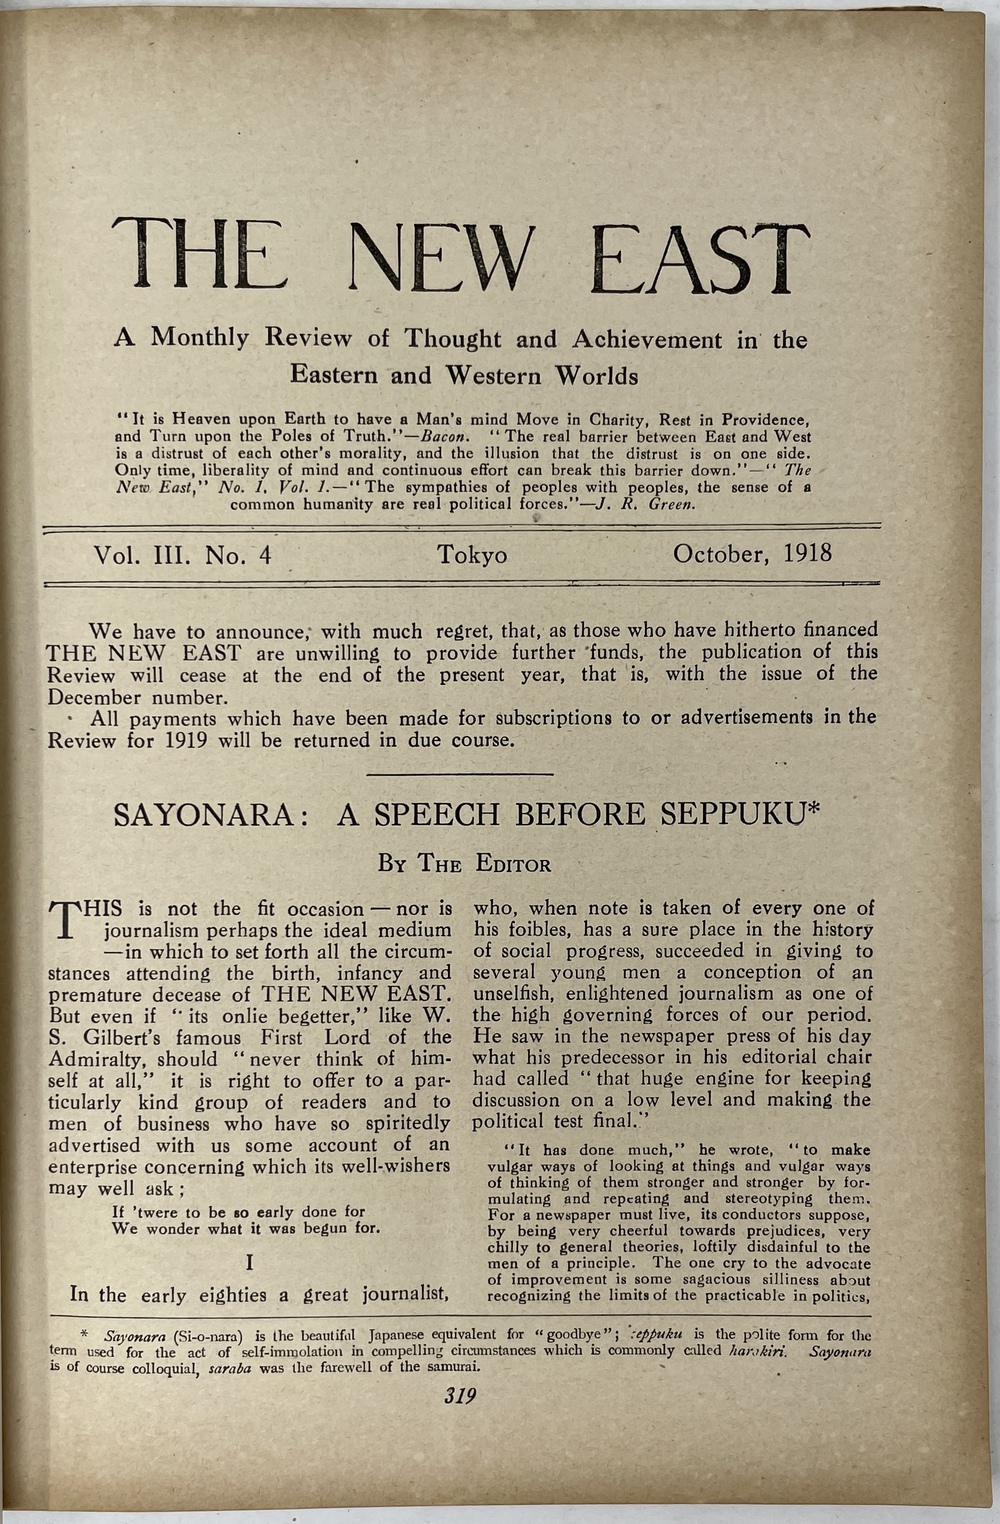 THE NEW EAST
A Monthly Review of Thought and Achievement in the
Eastern and Western Worlds
"It is Heaven upon Earth to have a Man's mind Move in Charity, Rest in Providence,
and Turn upon the Poles of Truth."—Bacon. "The real barrier between East and West
is a distrust of each other's morality, and the illusion that the distrust is on one side.
Only time, liberality of mind and continuous effort can break this barrier down."—"The
New East," No. 1, Vol. 1.—"The sympathies of peoples with peoples, the sense of a
common humanity are real political forces."—J. R. Green.
Vol. III. No. 4 Tokyo October, 1918
We have to announce, with much regret, that, as those who have hitherto financed
THE NEW EAST are unwilling to provide further funds, the publication of this
Review will cease at the end of the present year, that is, with the issue of the
December number.
All payments which have been made for subscriptions to or advertisements in the
Review for 1919 will be returned in due course.
SAYONARA: A SPEECH BEFORE SEPPUKU*
By The Editor
THIS is not the fit occasion — nor is
journalism perhaps the ideal medium
—in which to set forth all the circum-
stances attending the birth, infancy and
premature decease of THE NEW EAST.
But even if "its onlie begetter," like W.
S. Gilbert's famous First Lord of the
Admiralty, should "never think of him-
self at all," it is right to offer to a par-
ticularly kind group of readers and to
men of business who have so spiritedly
advertised with us some account of an
enterprise concerning which its well-wishers
may well ask;
If 'twere to be so early done for
We wonder what it was begun for.
I
In the early eighties a great journalist,
who, when note is taken of every one of
his foibles, has a sure place in the history
of social progress, succeeded in giving to
several young men a conception of an
unselfish, enlightened journalism as one of
the high governing forces of our period.
He saw in the newspaper press of his day
what his predecessor in his editorial chair
had called "that huge engine for keeping
discussion on a low level and making the
political test final."
"It has done much," he wrote, "to make
vulgar ways of looking at things and vulgar ways
of thinking of them stronger and stronger by for-
mulating and repeating and stereotyping them.
For a newspaper must live, its conductors suppose,
by being very cheerful towards prejudices, very
chilly to general theories, loftily disdainful to the
men of a principle. The one cry to the advocate
of improvement is some sagacious silliness about
recognizing the limits of the practicable in politics,
* Sayonara (Si-o-nara) is the beautiful Japanese equivalent for "goodbye"; seppuku is the polite form for the
term used for the act of self-immolation in compelling circumstances which is commonly called harakiri. Sayonara
is of course colloquial, saraba was the farewell of the samurai.
319